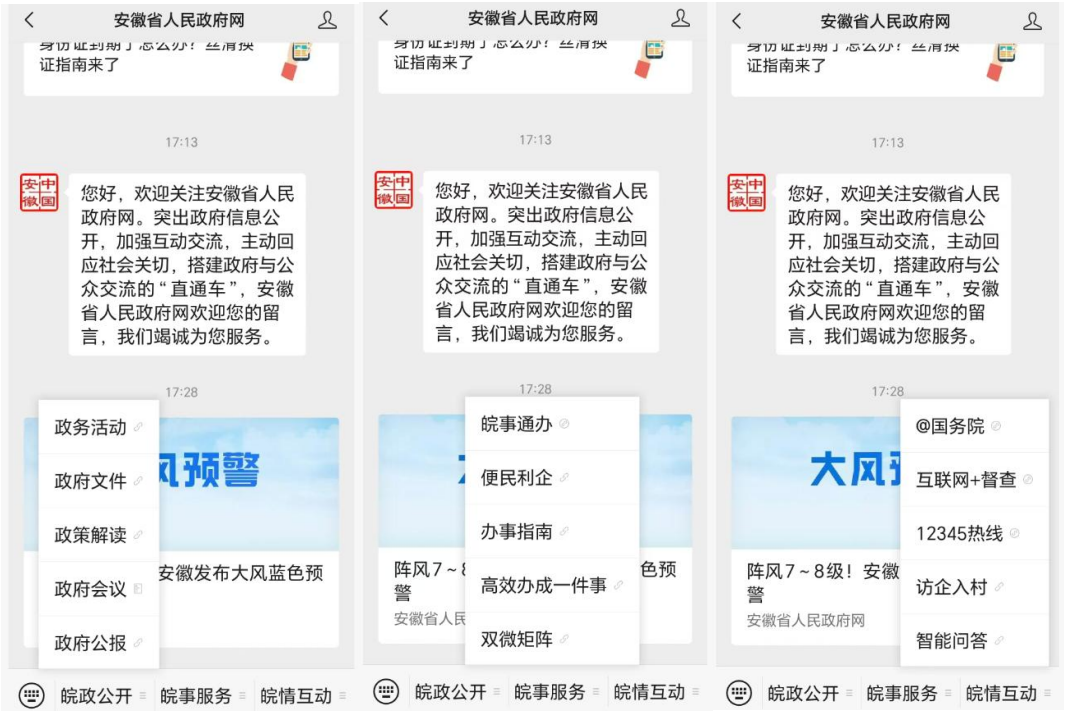 安徽省人民政府网
身份证到期了怎么办？丝滑换
证指南来了
17:13
安中
徽国
您好，欢迎关注安徽省人民
政府网。突出政府信息公
开，加强互动交流，主动回
应社会关切，搭建政府与公
众交流的“直通车”，安徽
省人民政府网欢迎您的留
言，我们竭诚为您服务。
17:28
风预警
安徽发布大风蓝色预
政务活动
政府文件
政策解读
政府会议
政府公报
皖政公开
皖事服务
皖情互动
安徽省人民政府网
身份证到期了怎么办？丝滑换
证指南来了
17:13
安中
徽国
您好，欢迎关注安徽省人民
政府网。突出政府信息公
开，加强互动交流，主动回
应社会关切，搭建政府与公
众交流的“直通车”，安徽
省人民政府网欢迎您的留
言，我们竭诚为您服务。
17:28
阵风7~8
色预
警
安徽省人民
皖事通办
便民利企
办事指南
高效办成一件事
双微矩阵
皖政公开
皖事服务
皖情互动
安徽省人民政府网
身份证到期了怎么办？丝滑换
证指南来了
17:13
安中
徽国
您好，欢迎关注安徽省人民
政府网。突出政府信息公
开，加强互动交流，主动回
应社会关切，搭建政府与公
众交流的“直通车”，安徽
省人民政府网欢迎您的留
言，我们竭诚为您服务。
17:28
大风预
阵风7~8级！安徽
警
安徽省人民政府网
@国务院
互联网+督查
12345热线
访企入村
智能问答
皖政公开
皖事服务
皖情互动